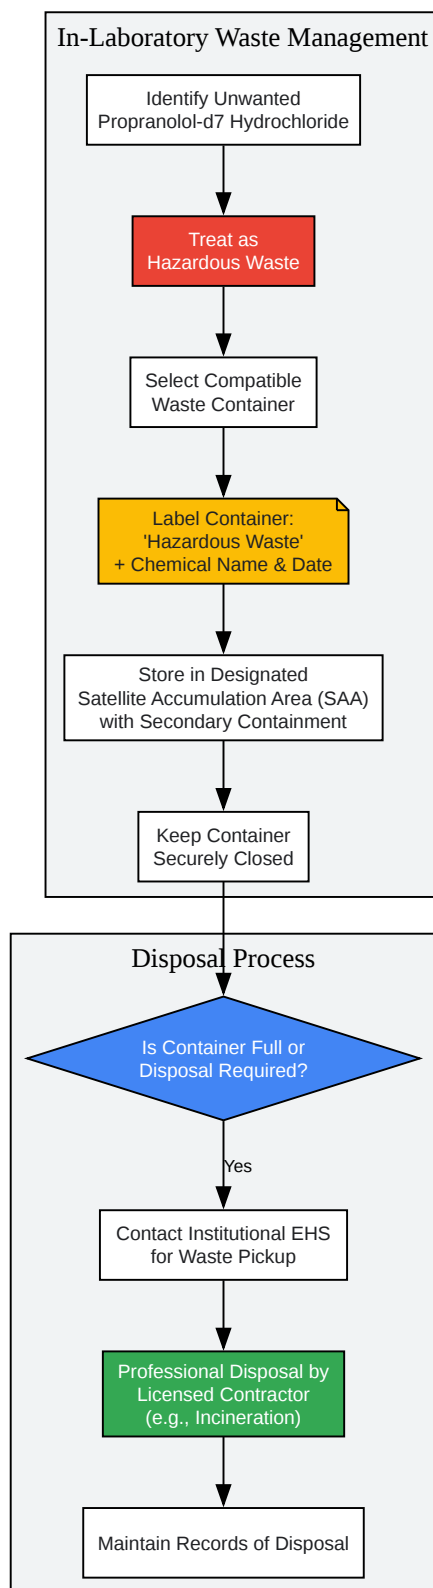 In-Laboratory Waste Management
Identify Unwanted
Propranolol-d7 Hydrochloride
Treat as
Hazardous Waste
Select Compatible
Waste Container
Label Container:
'Hazardous Waste'
+ Chemical Name & Date
Store in Designated
Satellite Accumulation Area (SAA)
with Secondary Containment
Keep Container
Securely Closed
Disposal Process
Is Container Full or
Disposal Required?
Yes
Contact Institutional EHS
for Waste Pickup
Professional Disposal by
Licensed Contractor
(e.g., Incineration)
Maintain Records of Disposal